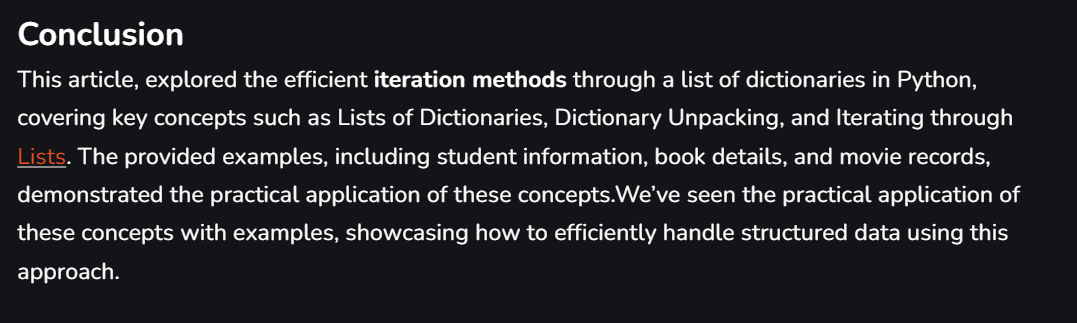 Conclusion
This article, explored the efficient iteration methods through a list of dictionaries in Python,
covering key concepts such as Lists of Dictionaries, Dictionary Unpacking, and Iterating through
Lists. The provided examples, including student information, book details, and movie records,
demonstrated the practical application of these concepts.We’ve seen the practical application of
these concepts with examples, showcasing how to efficiently handle structured data using this
approach.